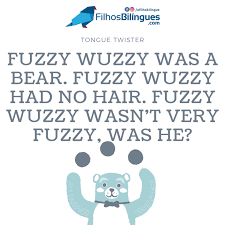 @filhosbilingues
FilhosBilíngues
.com
TONGUE TWISTER
FUZZY WUZZY WAS A
BEAR. FUZZY WUZZY
HAD NO HAIR. FUZZY
WUZZY WASN'T VERY
FUZZY, WAS HE?